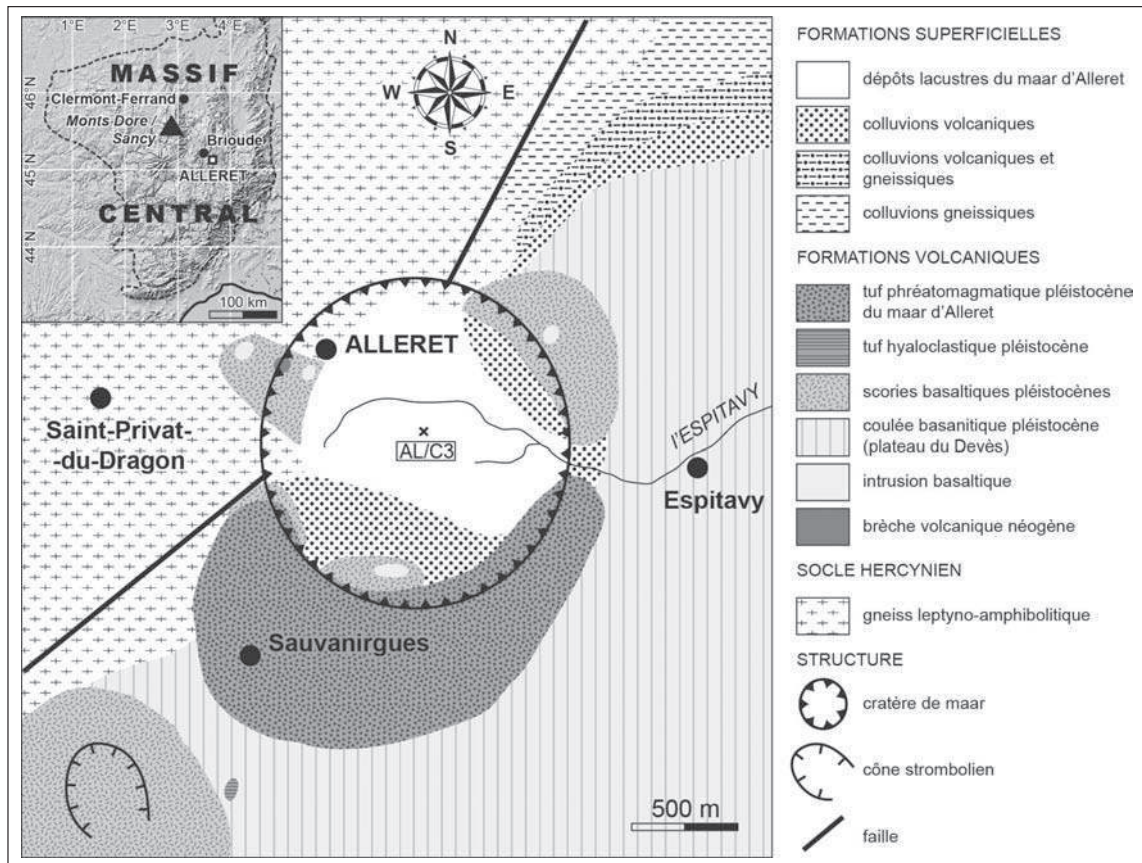 1°E 2°E 3°E 4°E
MASSIF
46°N
Clermont-Ferrand
Monts Dore /
Sancy
Brioude
45°N
ALLERET
CENTRAL
44°N
100 km
N
W E
S
ALLERET
Saint-Privat-
-du-Dragon
AL/C3
l'ESPITAVY
Espitavy
Sauvanirgues
500 m
FORMATIONS SUPERFICIELLES
dépôts lacustres du maar d'Alleret
colluvions volcaniques
colluvions volcaniques et
gneissiques
colluvions gneissiques
FORMATIONS VOLCANIQUES
tuf phréatomagmatique pléistocène
du maar d'Alleret
tuf hyaloclastique pléistocène
scories basaltiques pléistocènes
coulée basanitique pléistocène
(plateau du Devès)
intrusion basaltique
brèche volcanique néogène
SOCLE HERCYNIEN
gneiss leptyno-amphibolitique
STRUCTURE
cratère de maar
cône strombolien
faille